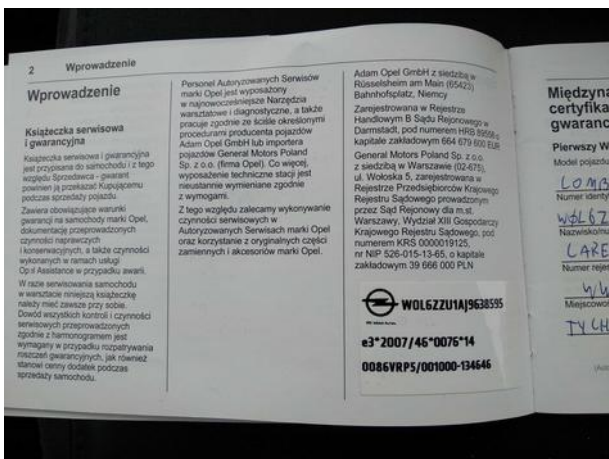 2 Wprowadzenie
Wprowadzenie
Książeczka serwisowa
i gwarancyjna
Książeczka serwisowa i gwarancyjna
jest przypisana do samochodu i z tego
względu Sprzedawca - gwarant
powinien ją przekazać Kupującemu
podczas sprzedaży pojazdu.
Zawiera obowiązujące warunki
gwarancji na samochody marki Opel,
dokumentację przeprowadzonych
czynności naprawczych
i konserwacyjnych, a także czynności
wykonanych w ramach usługi
Opel Assistance w przypadku awarii.
W razie serwisowania samochodu
w warsztacie niniejszą książeczkę
należy mieć zawsze przy sobie.
Dowód wszystkich kontroli i czynności
serwisowych przeprowadzonych
zgodnie z harmonogramem jest
wymagany w przypadku rozpatrywania
roszczeń gwarancyjnych, jak również
stanowi cenny dodatek podczas
sprzedaży samochodu.
Personel Autoryzowanych Serwisów
marki Opel jest wyposażony
w najnowocześniejsze Narzędzia
warsztatowe i diagnostyczne, a także
pracuje zgodnie ze ściśle określonymi
procedurami producenta pojazdów
Adam Opel GmbH lub importera
pojazdów General Motors Poland
Sp. z o.o. (firma Opel). Co więcej,
wyposażenie techniczne stacji jest
nieustannie wymieniane zgodnie
z wymogami.
Z tego względu zalecamy wykonywanie
czynności serwisowych w
Autoryzowanych Serwisach marki Opel
oraz korzystanie z oryginalnych części
zamiennych i akcesoriów marki Opel.
Adam Opel GmbH z siedzibą w
Rüsselsheim am Main (65423)
Bahnhofsplatz, Niemcy
Zarejestrowana w Rejestrze
Handlowym B Sądu Rejonowego w
Darmstadt, pod numerem HRB o
kapitale zakładowym 664 679 600 EUR
General Motors Poland Sp. z o.o.
z siedzibą w Warszawie (02-675),
ul. Wołoska 5, zarejestrowana w
Rejestrze Przedsiębiorców Krajowego
Rejestru Sądowego prowadzonym
przez Sąd Rejonowy dla m.st.
Warszawy, Wydział XIII Gospodarczy
Krajowego Rejestru Sądowego, pod
numerem KRS 0000019125,
nr NIP 526-015-13-65, o kapitale
zakładowym 39 666 000 PLN
W0L6ZZU1AJ9638595
e3*2007/46*0076*14
0086VRP5/001000-134646
Międzyna
certyfika
gwaranc
Pierwszy W
Model pojazdu
LOMB
Numer identy
W0L6Z
Nazwisko/na
CARE
Numer rejes
Miejscowoś
TYCH